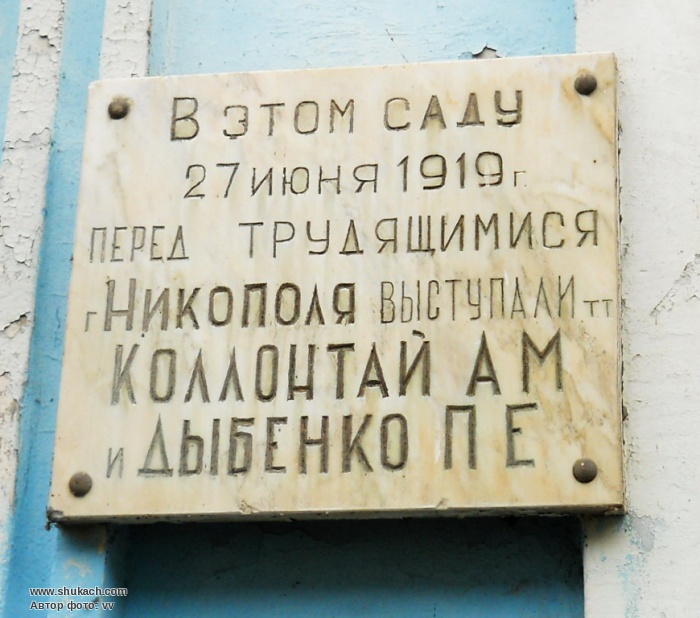 В ЭТОМ САДУ
27 ИЮНЯ 1919 г.
ПЕРЕД ТРУДЯЩИМИСЯ
г НИКОПОЛЯ ВЫСТУПАЛИ ТТ
КОЛЛОНТАЙ А М
И ДЫБЕНКО П Е
www.shukach.com
Автор фото: vv